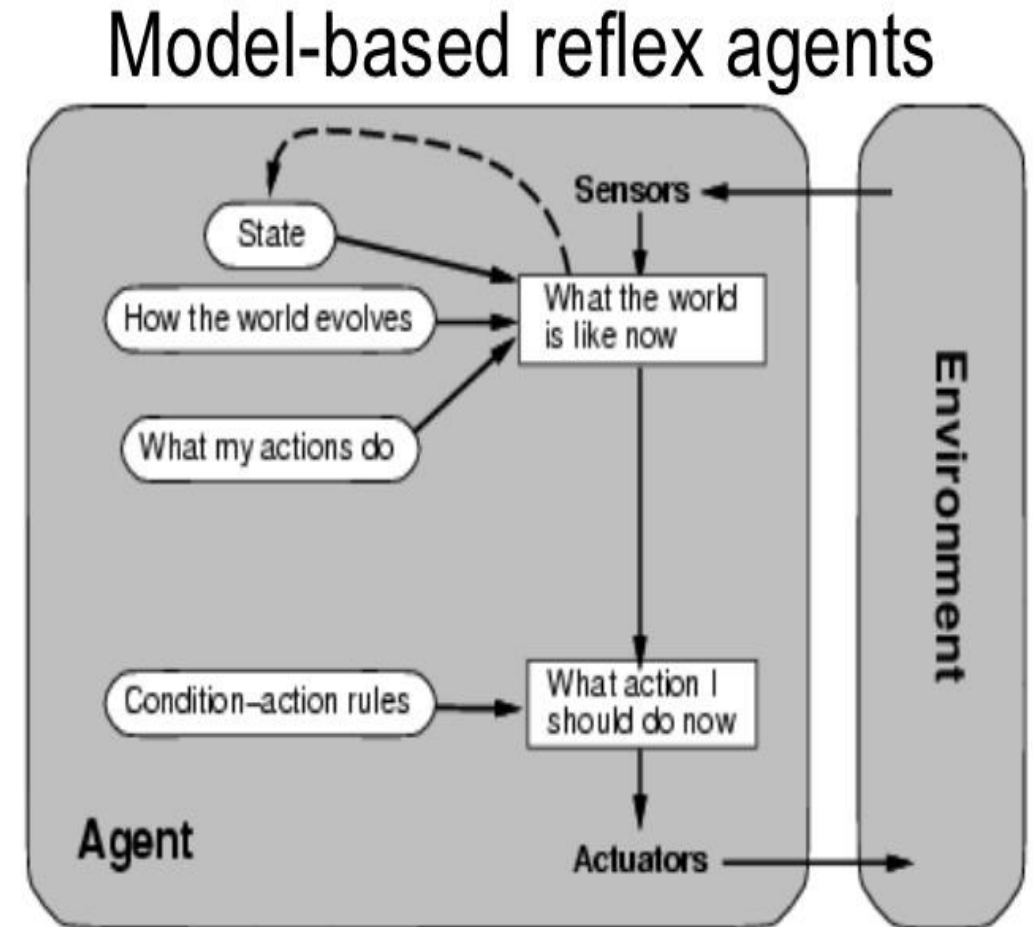 Model-based reflex agents
Sensors
State
What the world
is like now
How the world evolves
What my actions do
Environment
Condition–action rules
What action I
should do now
Agent
Actuators